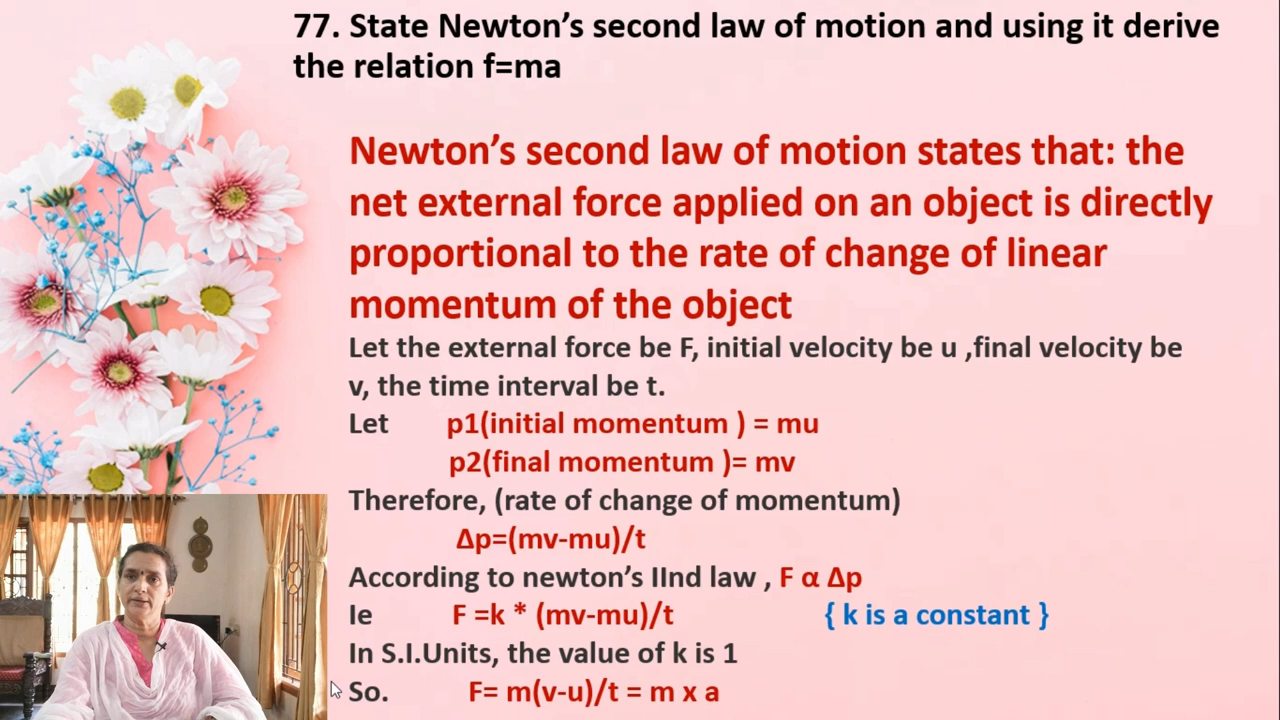 77. State Newton’s second law of motion and using it derive
the relation f=ma
Newton’s second law of motion states that: the
net external force applied on an object is directly
proportional to the rate of change of linear
momentum of the object
Let the external force be F, initial velocity be u ,final velocity be
v, the time interval be t.
Let p1(initial momentum ) = mu
p2(final momentum )= mv
Therefore, (rate of change of momentum)
Δp=(mv-mu)/t
According to newton’s IInd law , F α Δp
Ie F =k * (mv-mu)/t { k is a constant }
In S.I.Units, the value of k is 1
So. F= m(v-u)/t = m x a